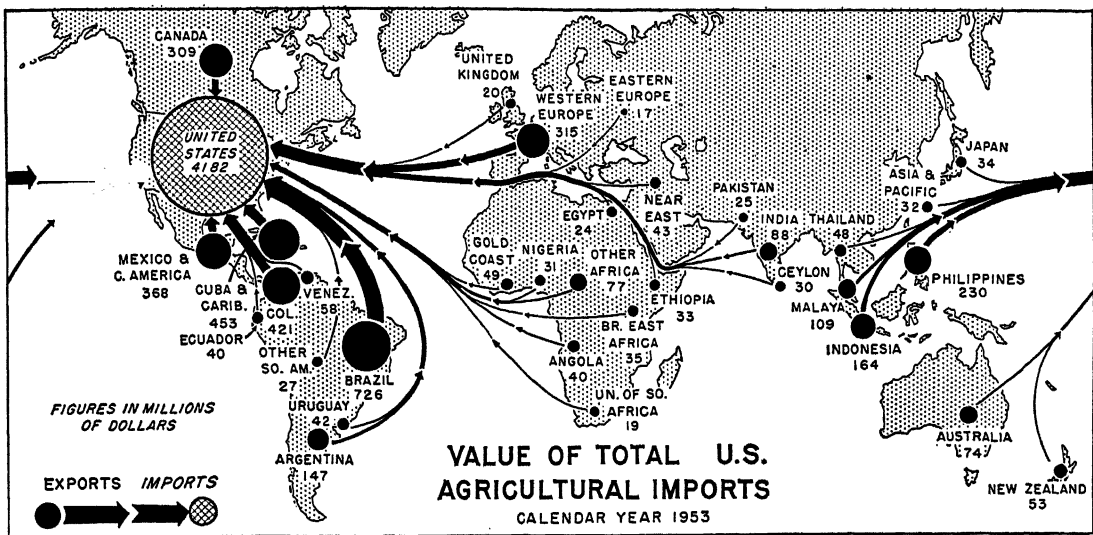 CANADA
309
UNITED
STATES
4182
UNITED
KINGDOM
20
WESTERN
EUROPE
315
EASTERN
EUROPE
17
JAPAN
34
ASIA &
PACIFIC
32
PAKISTAN
25
NEAR
EAST
43
EGYPT
24
INDIA
88
THAILAND
48
GOLD
COAST
49
NIGERIA
31
OTHER
AFRICA
77
CEYLON
30
MALAYA
109
PHILIPPINES
230
MEXICO &
C. AMERICA
368
CUBA &
CARIB.
453
VENEZ.
58
COL.
421
ETHIOPIA
33
ECUADOR
40
BR. EAST
AFRICA
35
INDONESIA
164
OTHER
SO. AM.
27
ANGOLA
40
BRAZIL
726
UN. OF SO.
AFRICA
19
URUGUAY
42
ARGENTINA
147
AUSTRALIA
74
NEW ZEALAND
53
FIGURES IN MILLIONS
OF DOLLARS
EXPORTS IMPORTS
VALUE OF TOTAL U.S.
AGRICULTURAL IMPORTS
CALENDAR YEAR 1953